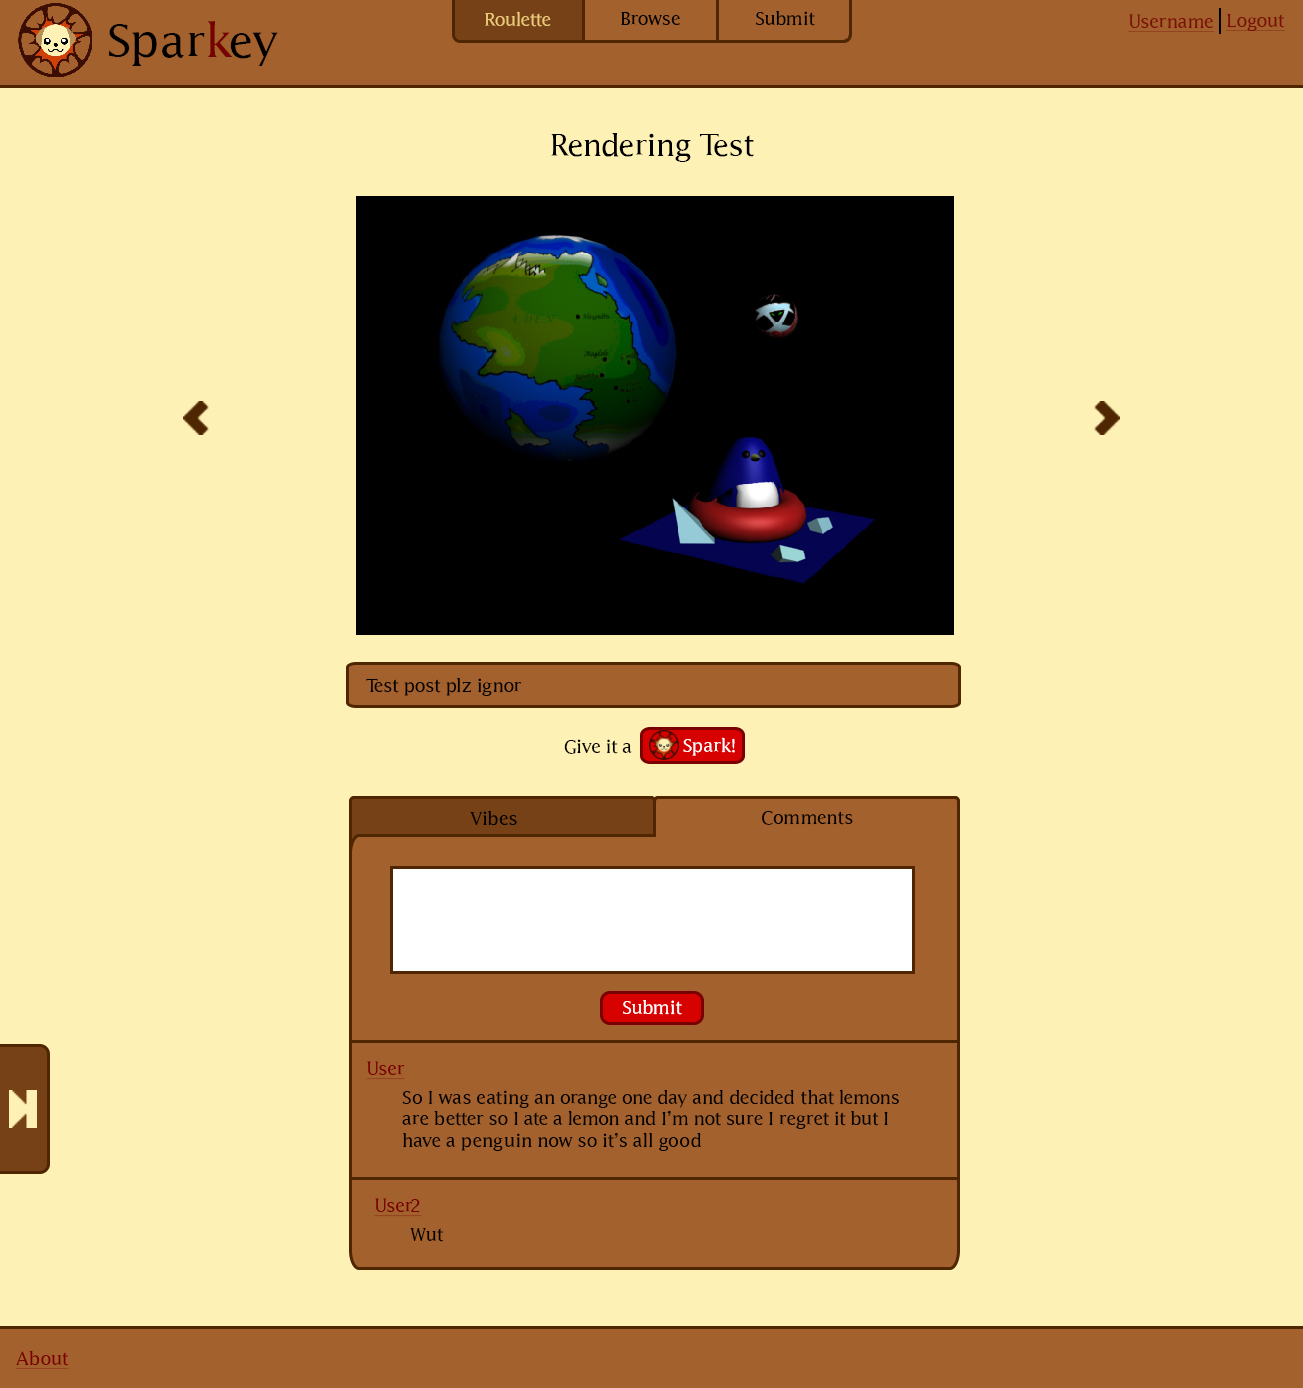 Sparkey
Roulette
Browse
Submit
Username
Logout
Rendering Test
Test post plz ignor
Give it a
Spark!
Vibes
Comments
Submit
User
So I was eating an orange one day and decided that lemons
are better so I ate a lemon and I'm not sure I regret it but I
have a penguin now so it's all good
User2
Wut
About